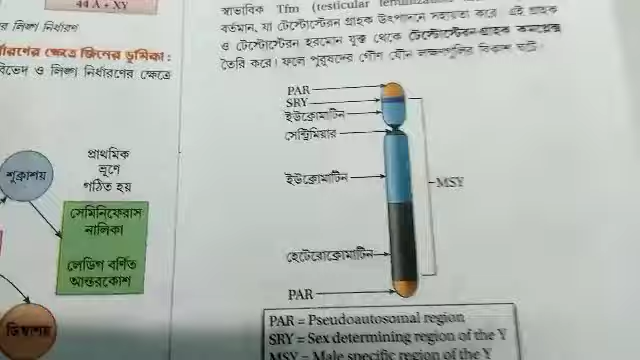 44 A + XY
র লিঙ্গ নির্ধারণ
র্ধারণের ক্ষেত্রে জিনের ভূমিকা :
বিভেদ ও লিঙ্গ নির্ধারণের ক্ষেত্রে
শুক্রাশয়
প্রাথমিক
ভ্রূণে
গঠিত হয়
সেমিনিফেরাস
নালিকা
লেডিগ বর্ণিত
আন্তরকোশ
ডিম্বাশয়
স্বাভাবিক Tfm (testicular
বর্তমান, যা টেস্টোস্টেরন গ্রাহক উৎপাদনে সহায়তা করে এই গ্রাহক
ও টেস্টোস্টেরন হরমোন যুক্ত থেকে টেস্টোস্টেরন-গ্রাহক কমপ্লেক্স
তৈরি করে। ফলে পুরুষদের গৌণ যৌন লক্ষণগুলির বিকাশ ঘটে।
PAR
SRY
ইউক্রোমাটিন
সেন্ট্রোমিয়ার
ইউক্রোমাটিন
MSY
হেটেরোক্রোমাটিন
PAR
PAR = Pseudoautosomal region
SRY = Sex determining region of the Y
MSY = Male specific region of the Y